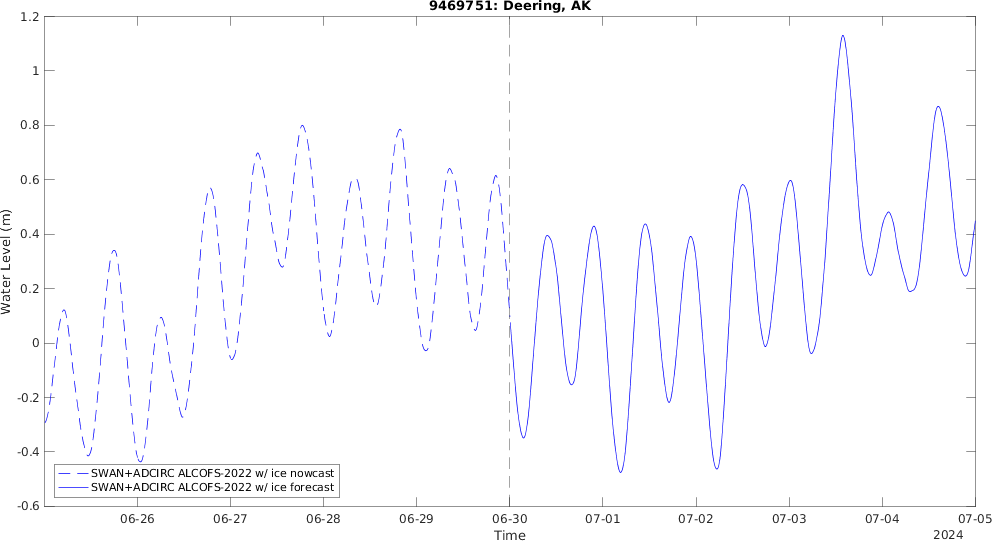 9469751: Deering, AK
1.2
1
0.8
0.6
0.4
0.2
0
-0.2
-0.4
-0.6
Water Level (m)
SWAN+ADCIRC ALCOFS-2022 w/ ice nowcast
SWAN+ADCIRC ALCOFS-2022 w/ ice forecast
06-26 06-27 06-28 06-29 06-30 07-01 07-02 07-03 07-04 07-05
Time
2024